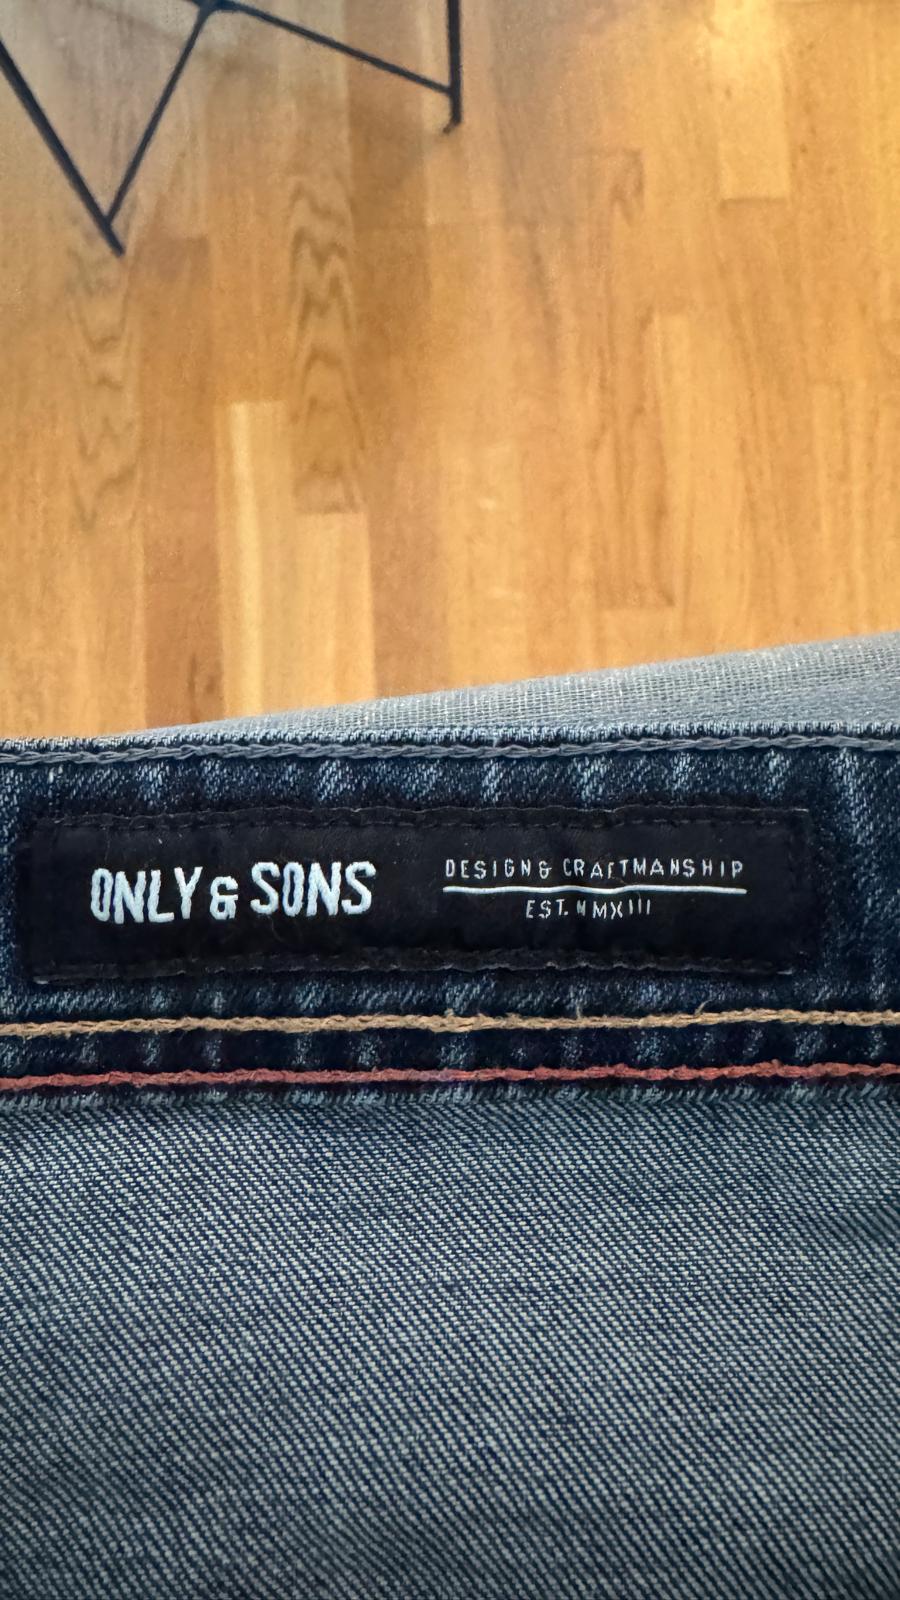 ONLY & SONS
DESIGN & CRAFTMANSHIP
EST. MMXIII